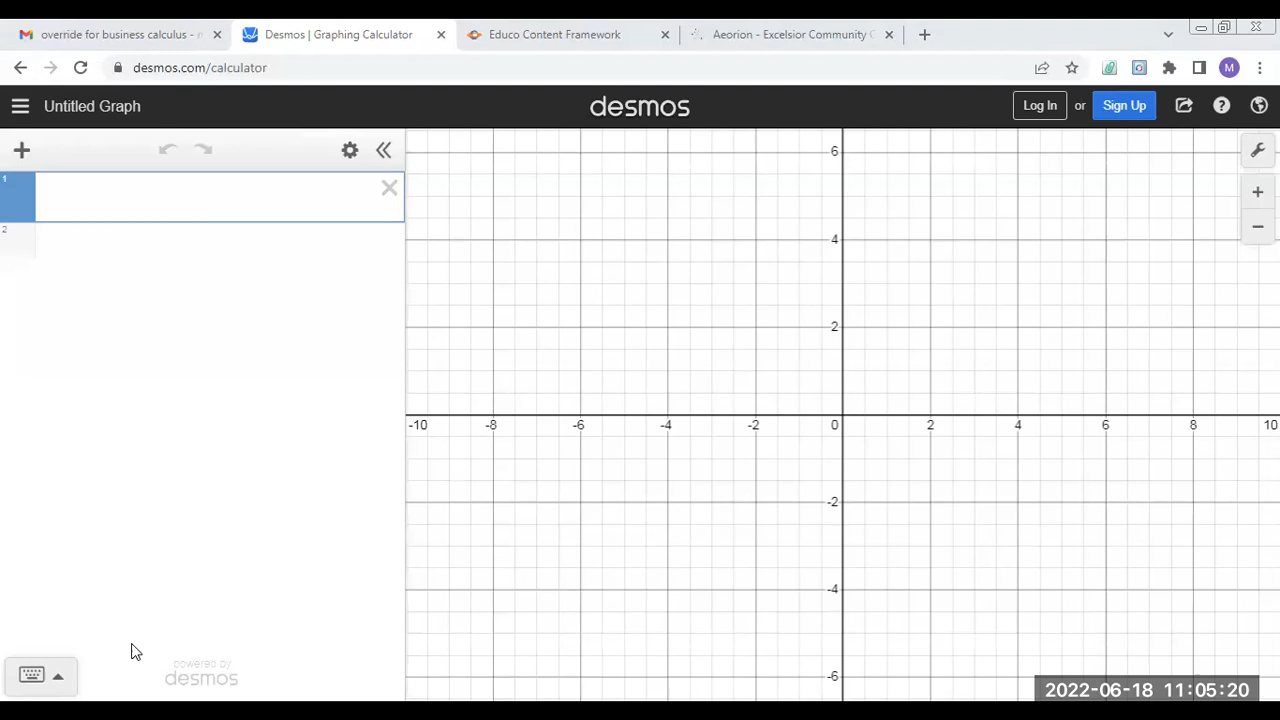 override for business calculus -
Desmos | Graphing Calculator
Educo Content Framework
Aeorion - Excelsior Community C
desmos.com/calculator
M
Untitled Graph
desmos
Log In or Sign Up
1
2
6
4
2
-10 -8 -6 -4 -2 0 2 4 6 8 10
-2
-4
-6
powered by
desmos
2022-06-18 11:05:20